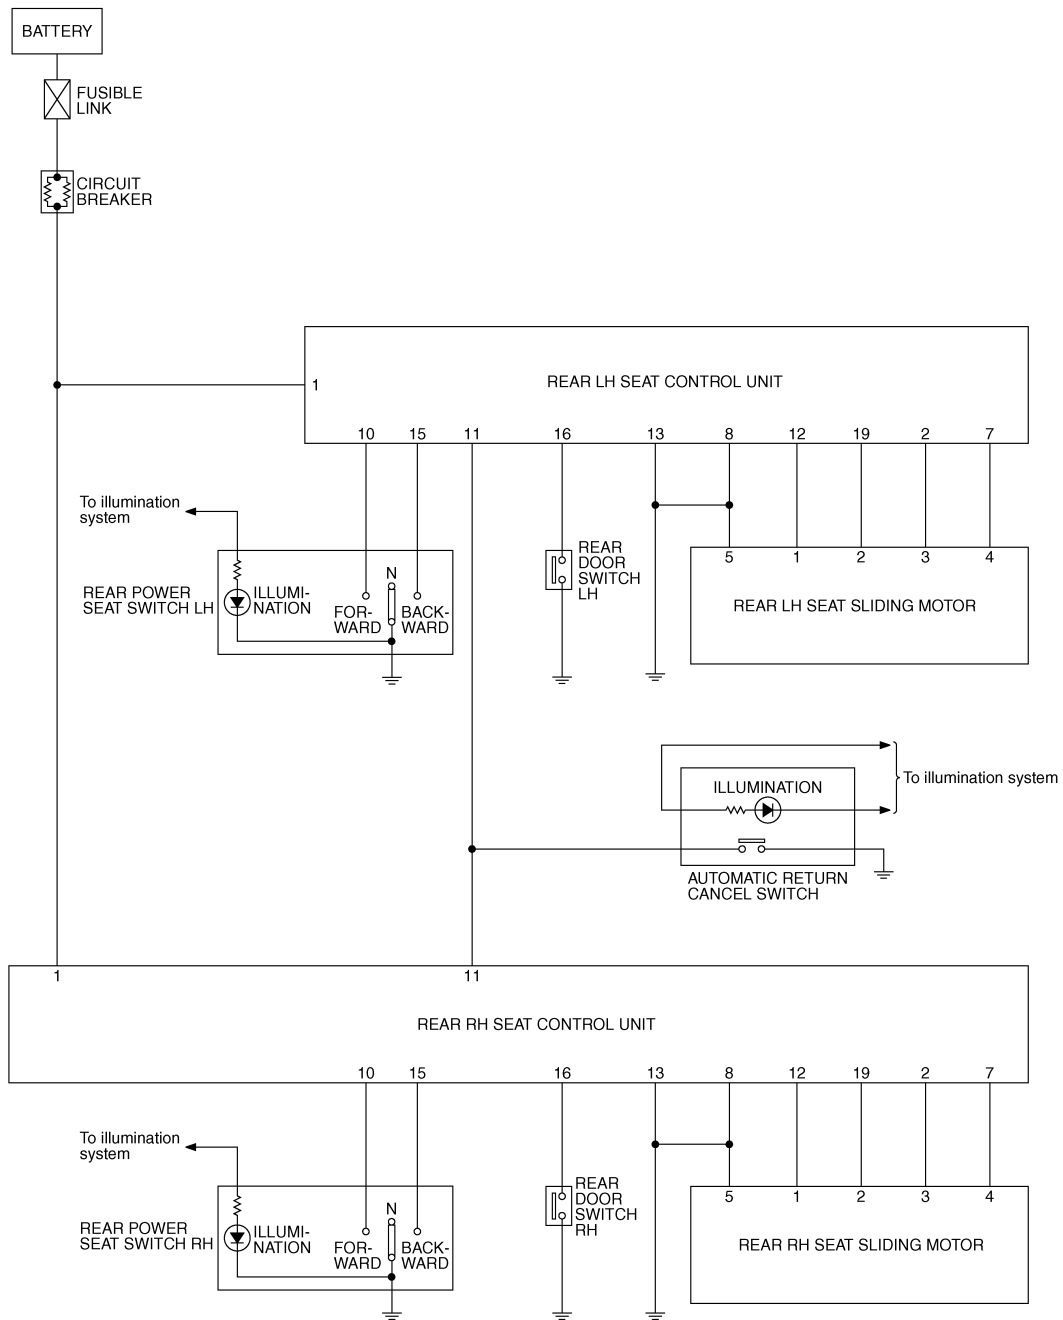 BATTERY
FUSIBLE
LINK
CIRCUIT
BREAKER
1
REAR LH SEAT CONTROL UNIT
10 15 11 16 13 8 12 19 2 7
To illumination
system
REAR POWER
SEAT SWITCH LH
ILLUMI-
NATION
N
FOR-
WARD
BACK-
WARD
REAR
DOOR
SWITCH
LH
5 1 2 3 4
REAR LH SEAT SLIDING MOTOR
ILLUMINATION
To illumination system
AUTOMATIC RETURN
CANCEL SWITCH
1 11
REAR RH SEAT CONTROL UNIT
10 15 16 13 8 12 19 2 7
To illumination
system
REAR POWER
SEAT SWITCH RH
ILLUMI-
NATION
N
FOR-
WARD
BACK-
WARD
REAR
DOOR
SWITCH
RH
5 1 2 3 4
REAR RH SEAT SLIDING MOTOR